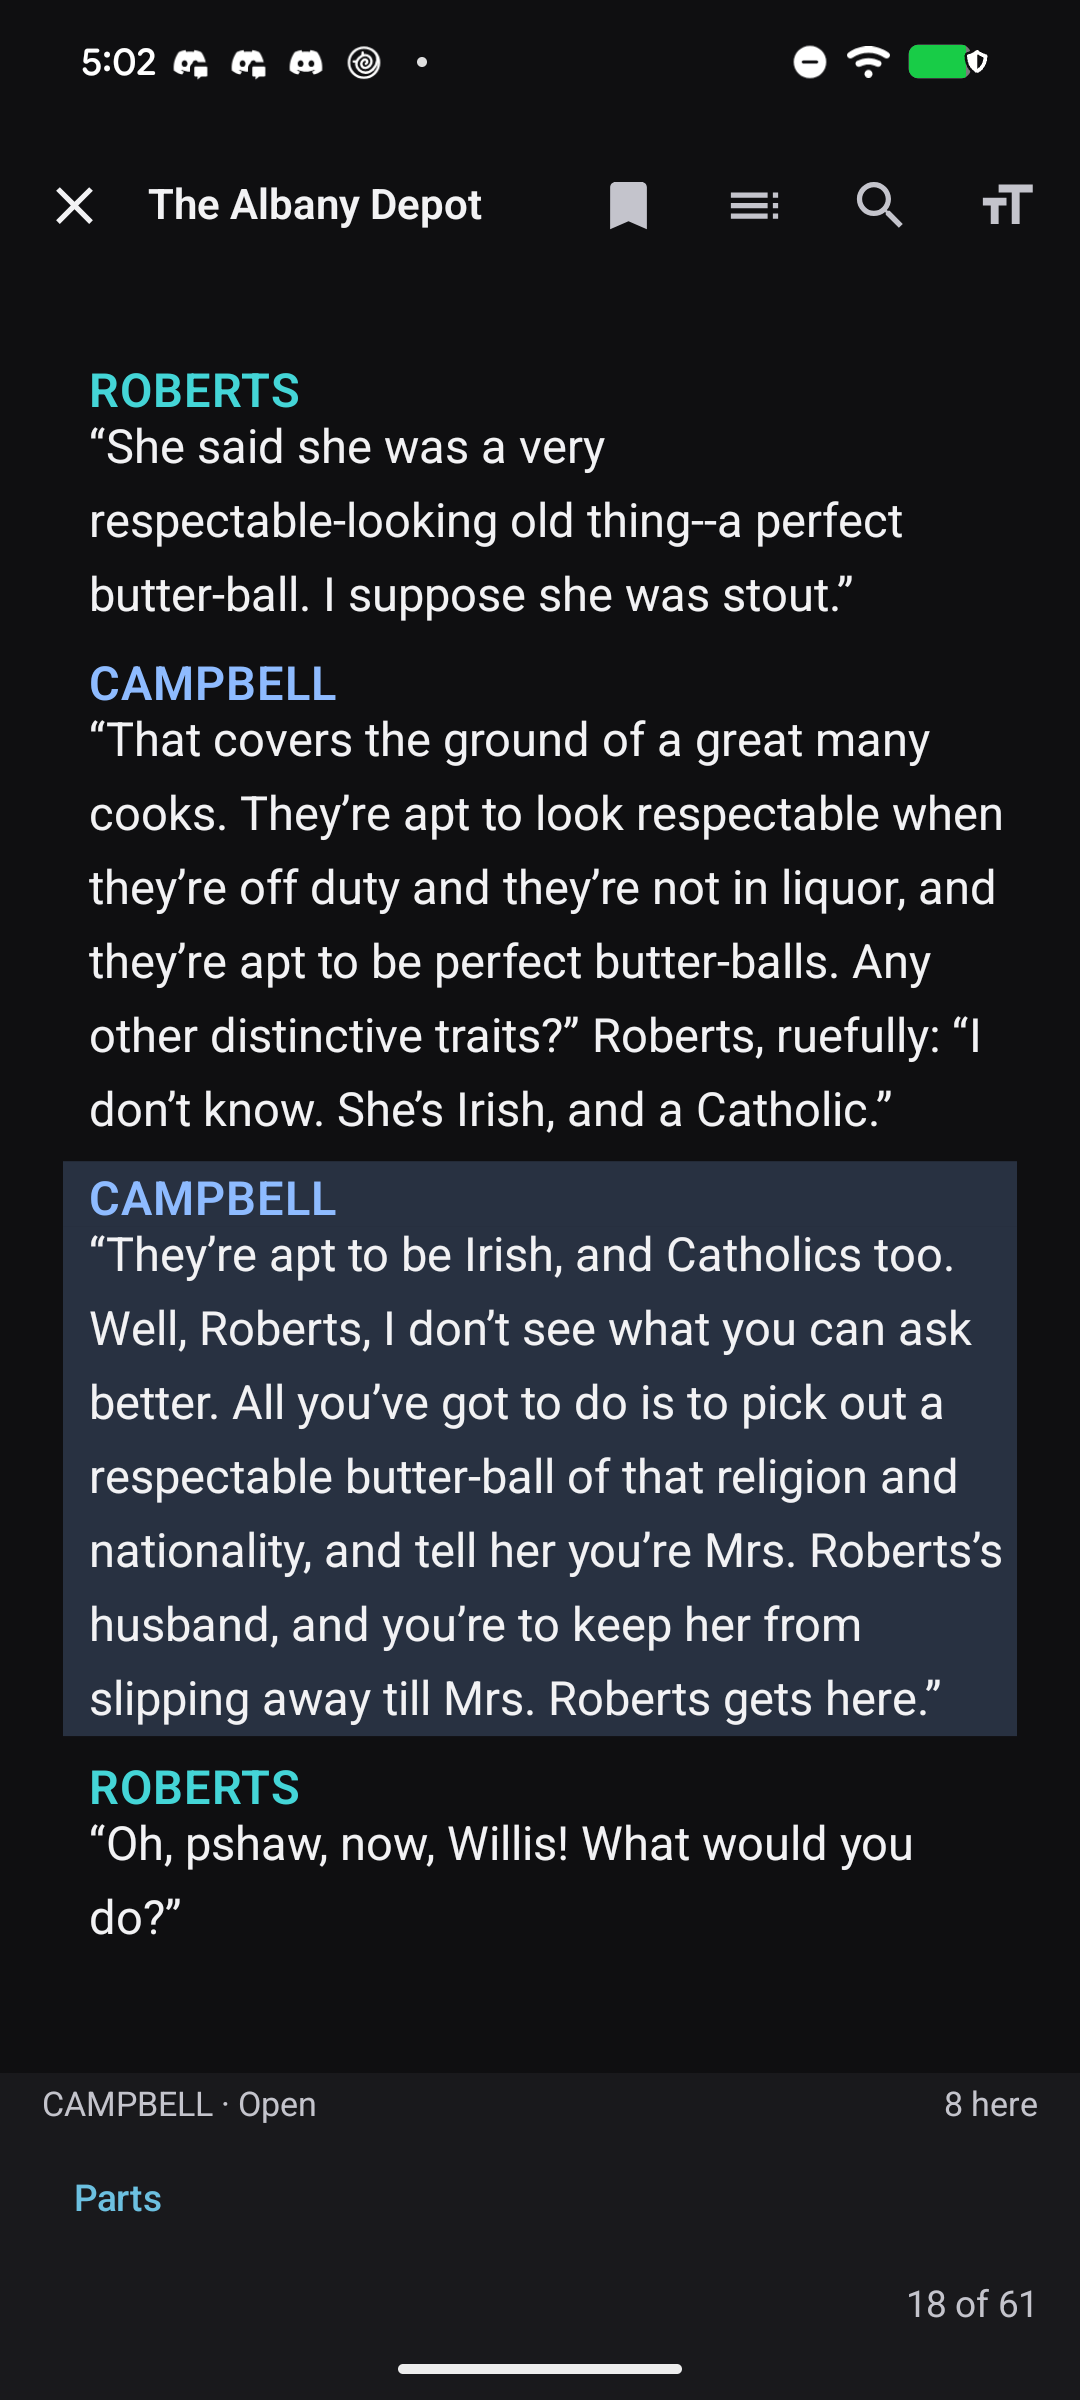 5:02
The Albany Depot
ROBERTS
“She said she was a very
respectable-looking old thing--a perfect
butter-ball. I suppose she was stout.”
CAMPBELL
“That covers the ground of a great many
cooks. They’re apt to look respectable when
they’re off duty and they’re not in liquor, and
they’re apt to be perfect butter-balls. Any
other distinctive traits?” Roberts, ruefully: “I
don’t know. She’s Irish, and a Catholic.”
CAMPBELL
“They’re apt to be Irish, and Catholics too.
Well, Roberts, I don’t see what you can ask
better. All you’ve got to do is to pick out a
respectable butter-ball of that religion and
nationality, and tell her you’re Mrs. Roberts’s
husband, and you’re to keep her from
slipping away till Mrs. Roberts gets here.”
ROBERTS
“Oh, pshaw, now, Willis! What would you
do?”
CAMPBELL · Open
8 here
Parts
18 of 61